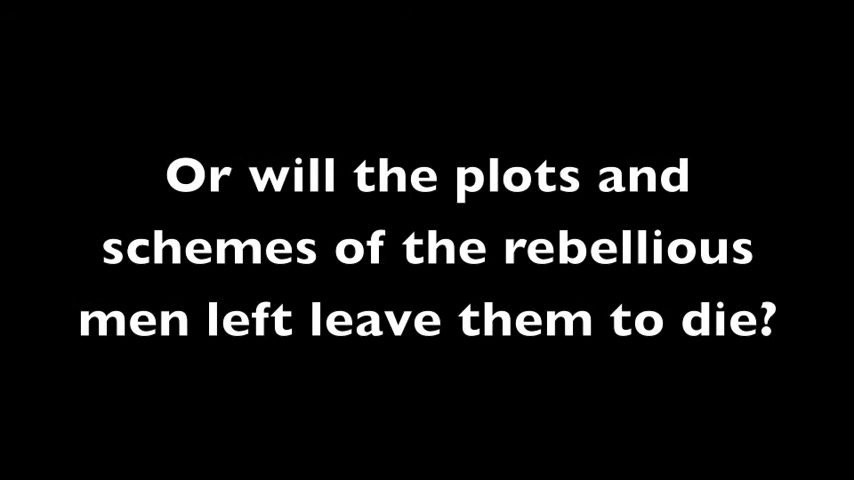 Or will the plots and
schemes of the rebellious
men left leave them to die?